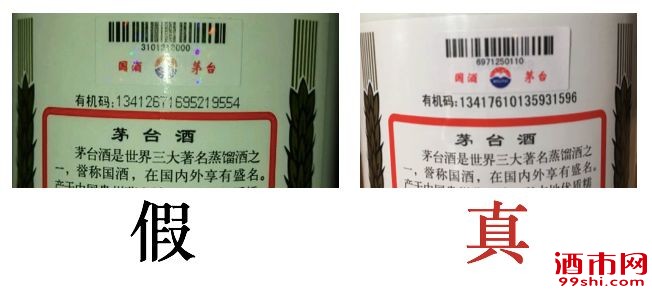 3101212000
国酒 茅台
有机码:13412671695219554
茅台酒
茅台酒是世界三大著名蒸馏酒之
一，誉称国酒，在国内外享有盛名。
假
6971250110
国酒 茅台
有机码:13417610135931596
茅台酒
茅台酒是世界三大著名蒸馏酒之
一，誉称国酒，在国内外享有盛名。
真
酒市网
99shi.com